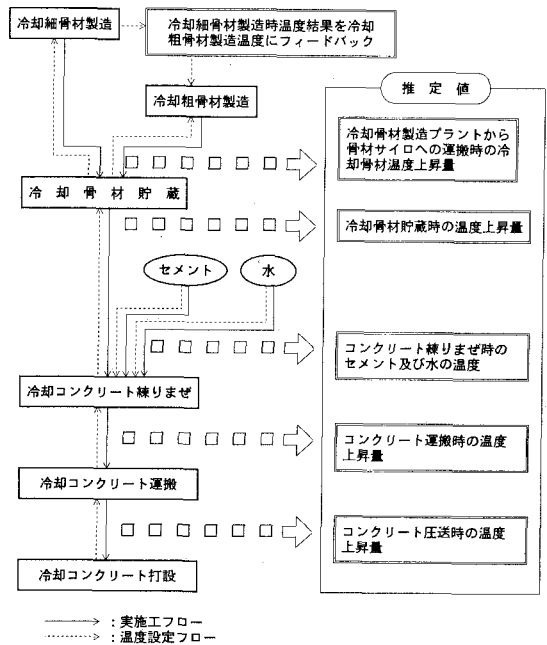 冷却細骨材製造
冷却細骨材製造時温度結果を冷却
粗骨材製造温度にフィードバック
冷却粗骨材製造
推定値
冷却骨材製造プラントから
骨材サイロへの運搬時の冷
却骨材温度上昇量
冷却骨材貯蔵
冷却骨材貯蔵時の温度上昇量
セメント
水
コンクリート練りまぜ時の
セメント及び水の温度
冷却コンクリート練りまぜ
コンクリート運搬時の温度
上昇量
冷却コンクリート運搬
コンクリート圧送時の温度
上昇量
冷却コンクリート打設
：実施工フロー
：温度設定フロー